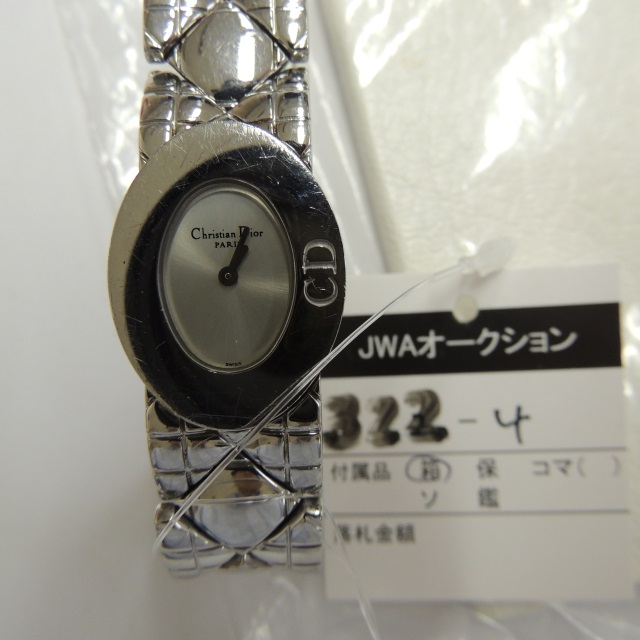 Christian Dior
PARIS
CD
SWISS
JWAオークション
322-4
付属品 箱 保 コマ( )
ソ 鑑
落札金額